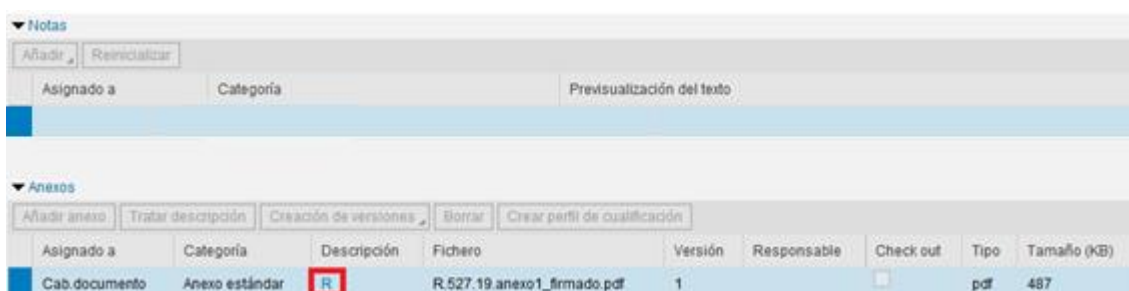 Notas
Añadir Reinicializar
Asignado a Categoría Previsualización del texto
Anexos
Añadir anexo Tratar descripción Creación de versiones Borrar Crear perfil de cualificación
Asignado a Categoría Descripción Fichero Versión Responsable Check out Tipo Tamaño (KB)
Cab.documento Anexo estándar R R.527.19.anexo1_firmado.pdf 1 pdf 487